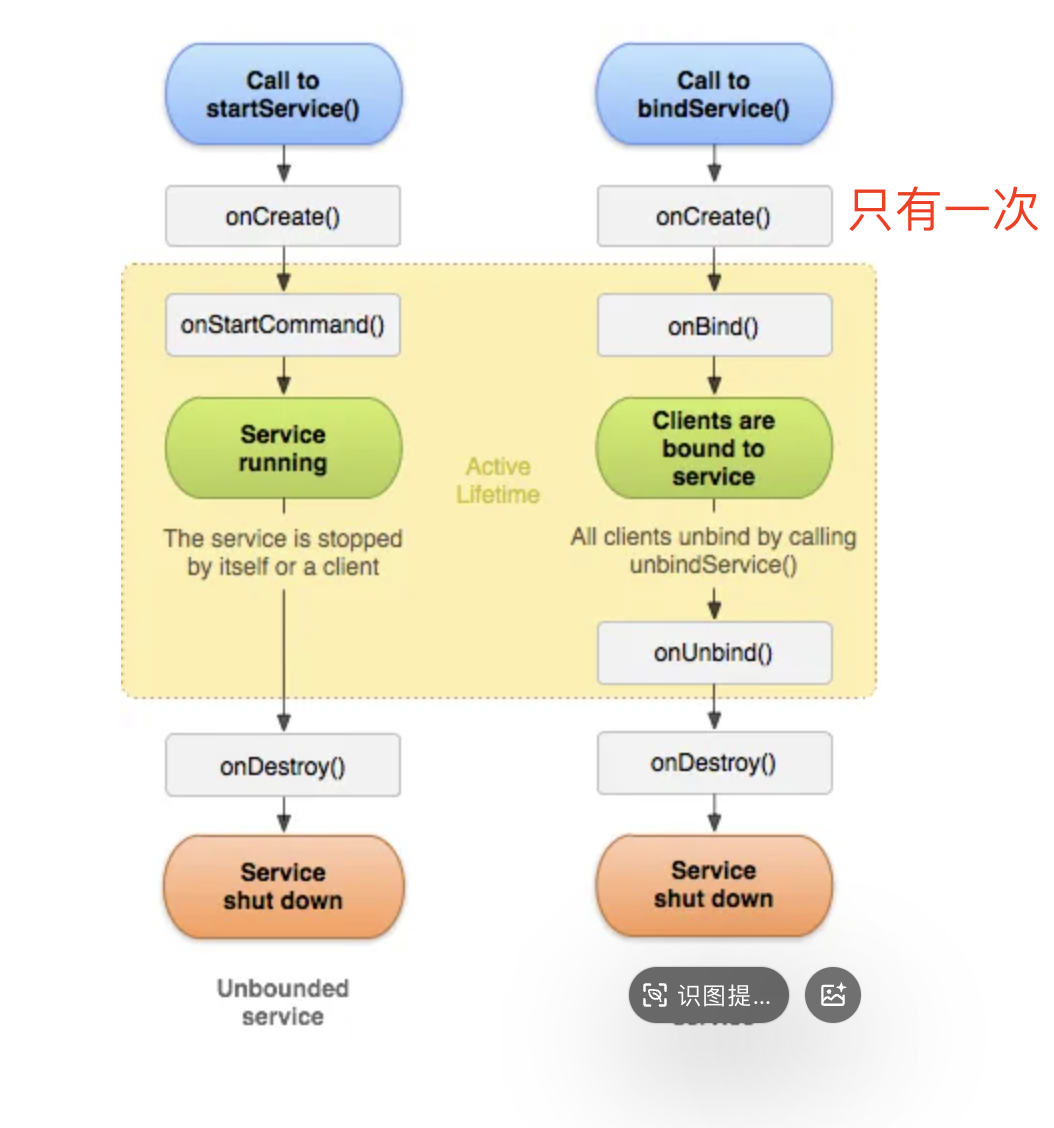 Call to
startService()
onCreate()
onStartCommand()
Service
running
The service is stopped
by itself or a client
onDestroy()
Service
shut down
Unbounded
service
Active
Lifetime
Call to
bindService()
onCreate()
只有一次
onBind()
Clients are
bound to
service
All clients unbind by calling
unbindService()
onUnbind()
onDestroy()
Service
shut down
识图提...